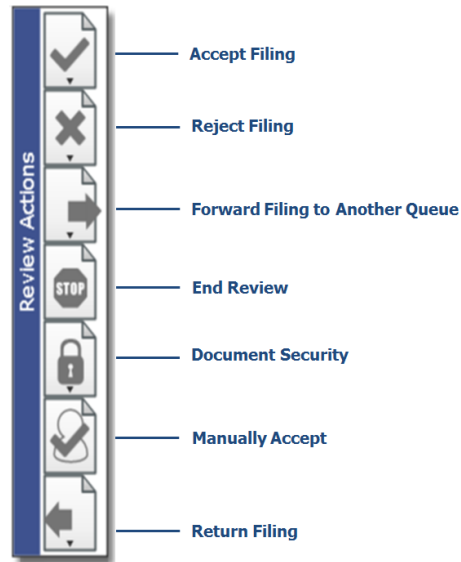 Review Actions
Accept Filing
Reject Filing
Forward Filing to Another Queue
STOP
End Review
Document Security
Manually Accept
Return Filing